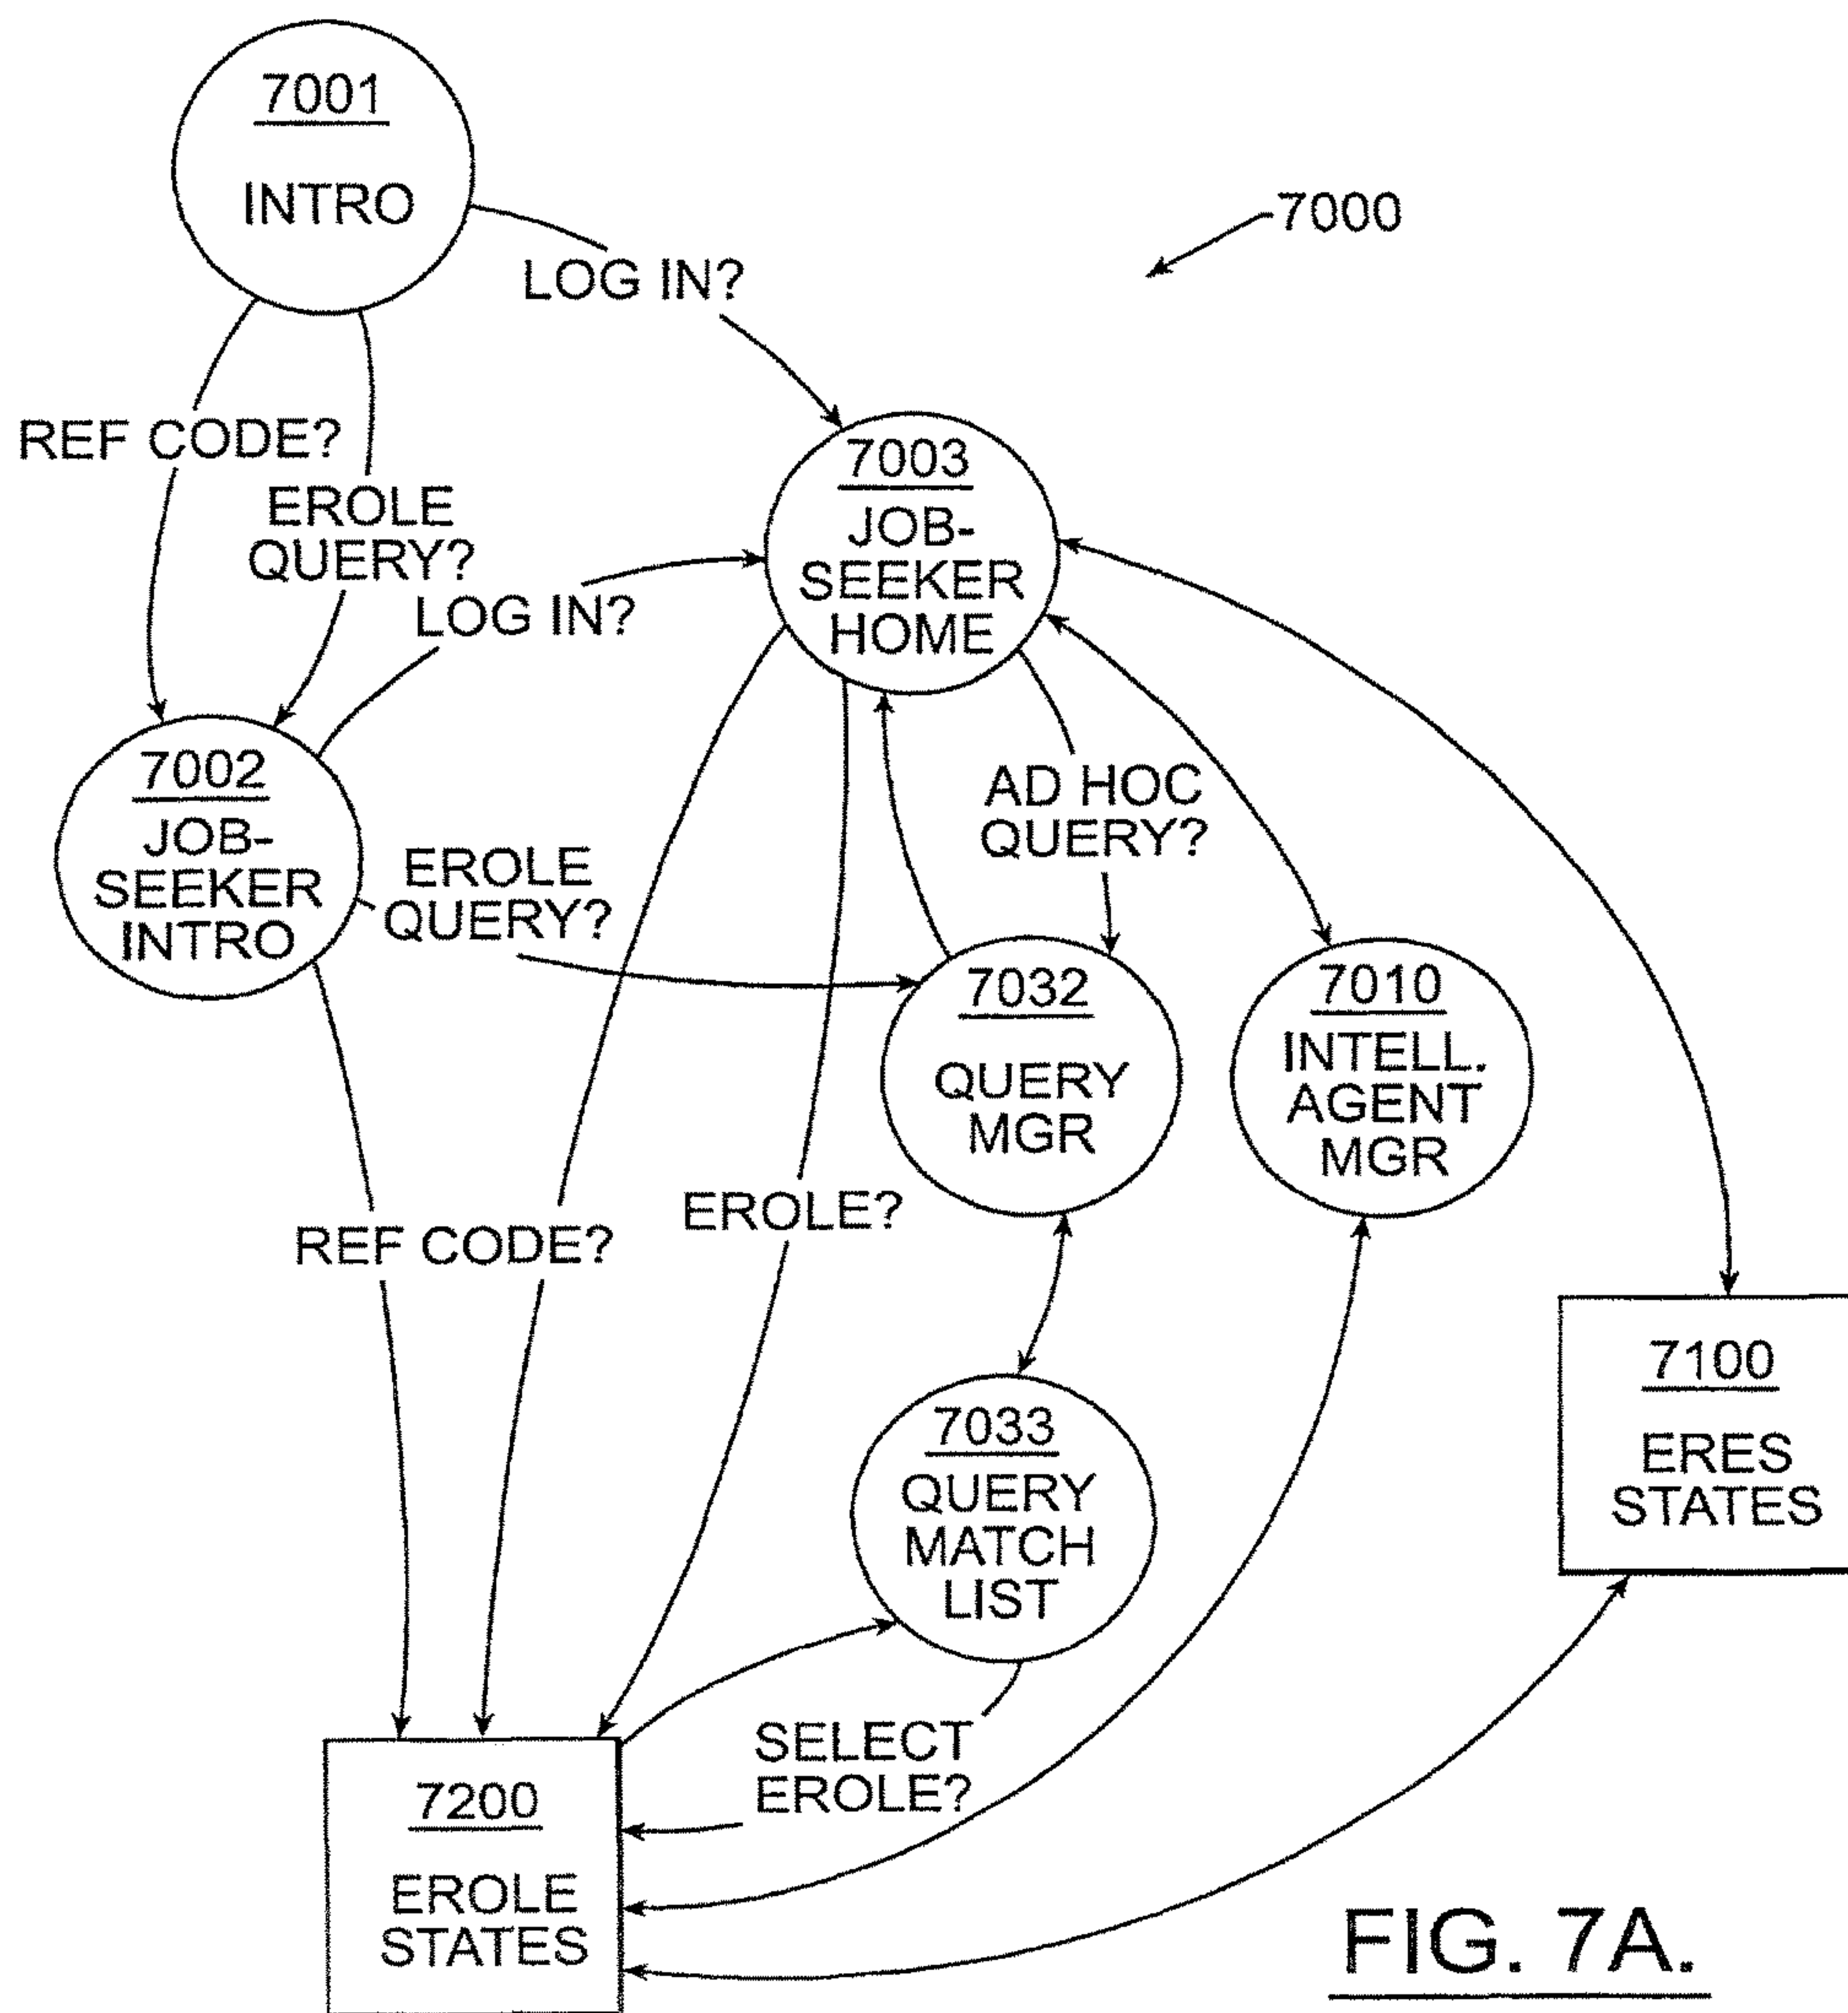 7001
INTRO
7000
LOG IN?
REF CODE?
EROLE
QUERY?
LOG IN?
7003
JOB-
SEEKER
HOME
7002
JOB-
SEEKER
INTRO
EROLE
QUERY?
AD HOC
QUERY?
7032
QUERY
MGR
7010
INTELL.
AGENT
MGR
REF CODE?
EROLE?
7100
ERES
STATES
7033
QUERY
MATCH
LIST
SELECT
EROLE?
7200
EROLE
STATES
FIG. 7A.